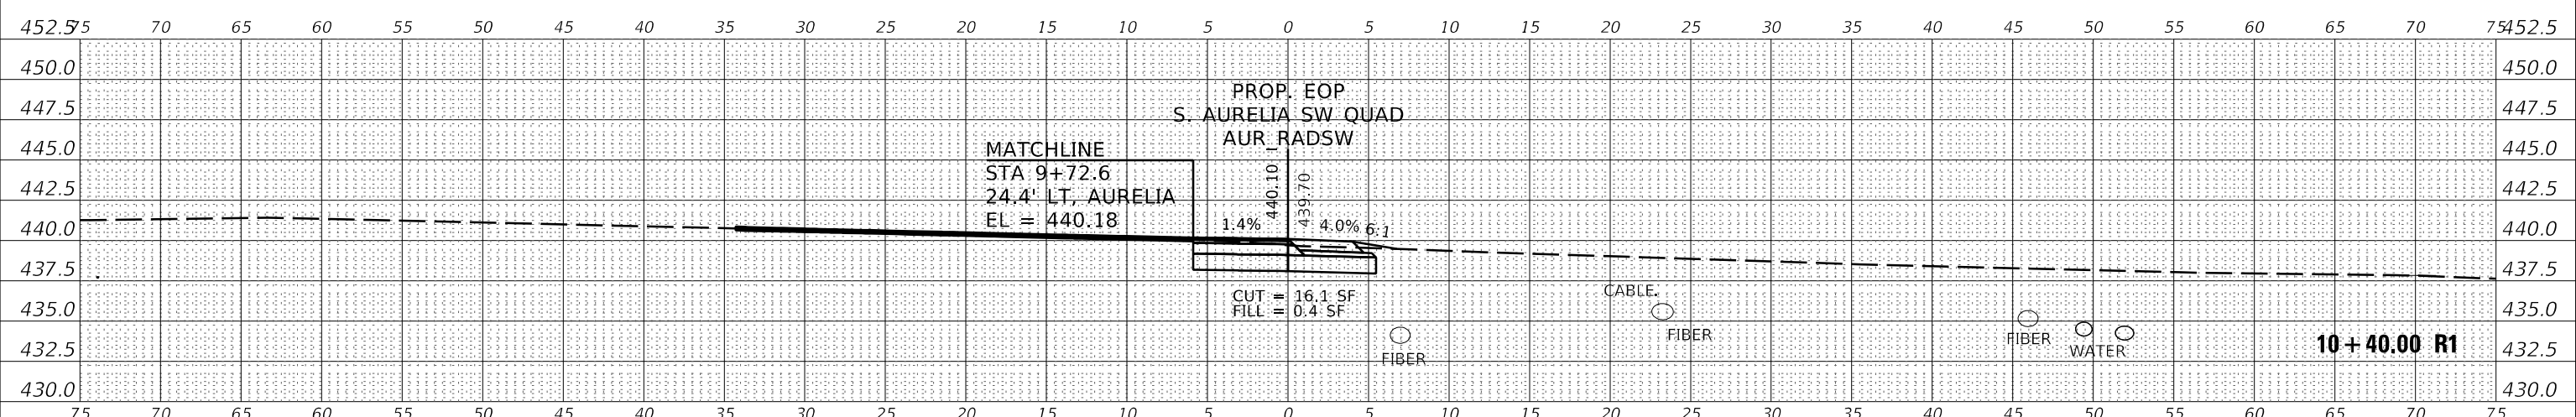 75 70 65 60 55 50 45 40 35 30 25 20 15 10 5 0 5 10 15 20 25 30 35 40 45 50 55 60 65 70 75
452.5 452.5
450.0 450.0
447.5 447.5
445.0 445.0
442.5 442.5
440.0 440.0
437.5 437.5
435.0 435.0
432.5 432.5
430.0 430.0
PROP. EOP
S. AURELIA SW QUAD
AUR_RADSW
MATCHLINE
STA 9+72.6
24.4' LT, AURELIA
EL = 440.18
440.10
439.70
1.4%
4.0%
6:1
CUT = 16.1 SF
FILL = 0.4 SF
FIBER
CABLE
FIBER
FIBER
WATER
10+40.00 R1
75 70 65 60 55 50 45 40 35 30 25 20 15 10 5 0 5 10 15 20 25 30 35 40 45 50 55 60 65 70 75